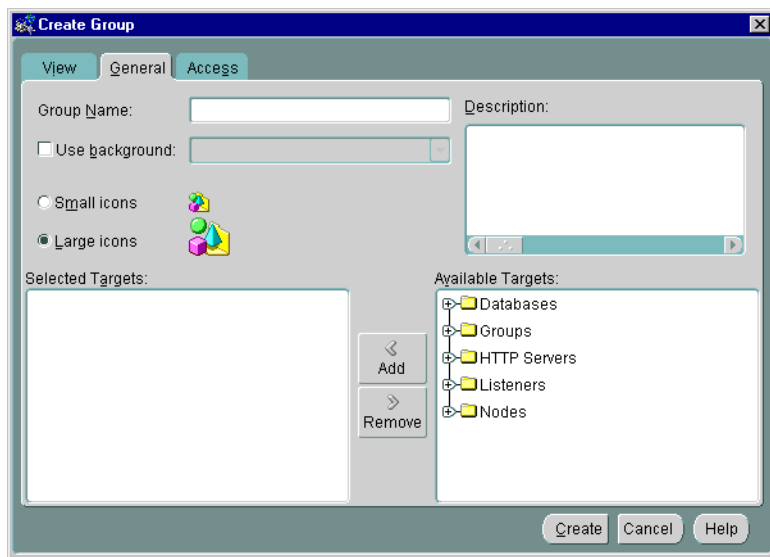 Create Group
View General Access
Group Name:
Description:
Use background:
Small icons
Large icons
Selected Targets:
Available Targets:
Databases
Groups
HTTP Servers
Listeners
Nodes
Add
Remove
Create Cancel Help